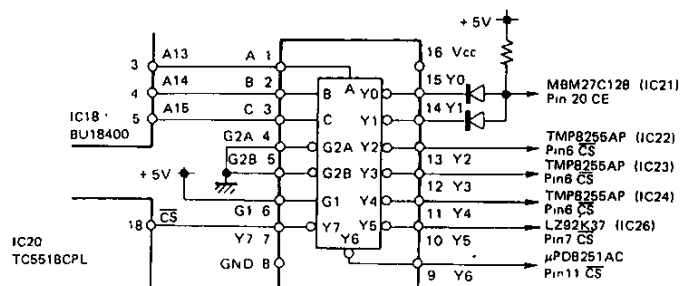 +5V
3 A13 A 1 16 Vcc
4 A14 B 2 A 15 Y0
5 A15 C 3 B Y0 MBM27C128 (IC21)
Pin 20 CE
IC18
BU18400
C Y1 14 Y1
G2A 4 G2A Y2 TMP8255AP (IC22)
Pin6 CS
13 Y2
G2B 5 G2B Y3 TMP8255AP (IC23)
Pin6 CS
+5V
12 Y3
G1 6 G1 Y4 TMP8255AP (IC24)
Pin6 CS
11 Y4
18 CS Y7 7 Y7 Y5 LZ92K37 (IC26)
Pin7 CS
10 Y5
IC20
TC5518CPL
Y6
GND 8 9 Y6 µPD8251AC
Pin11 CS